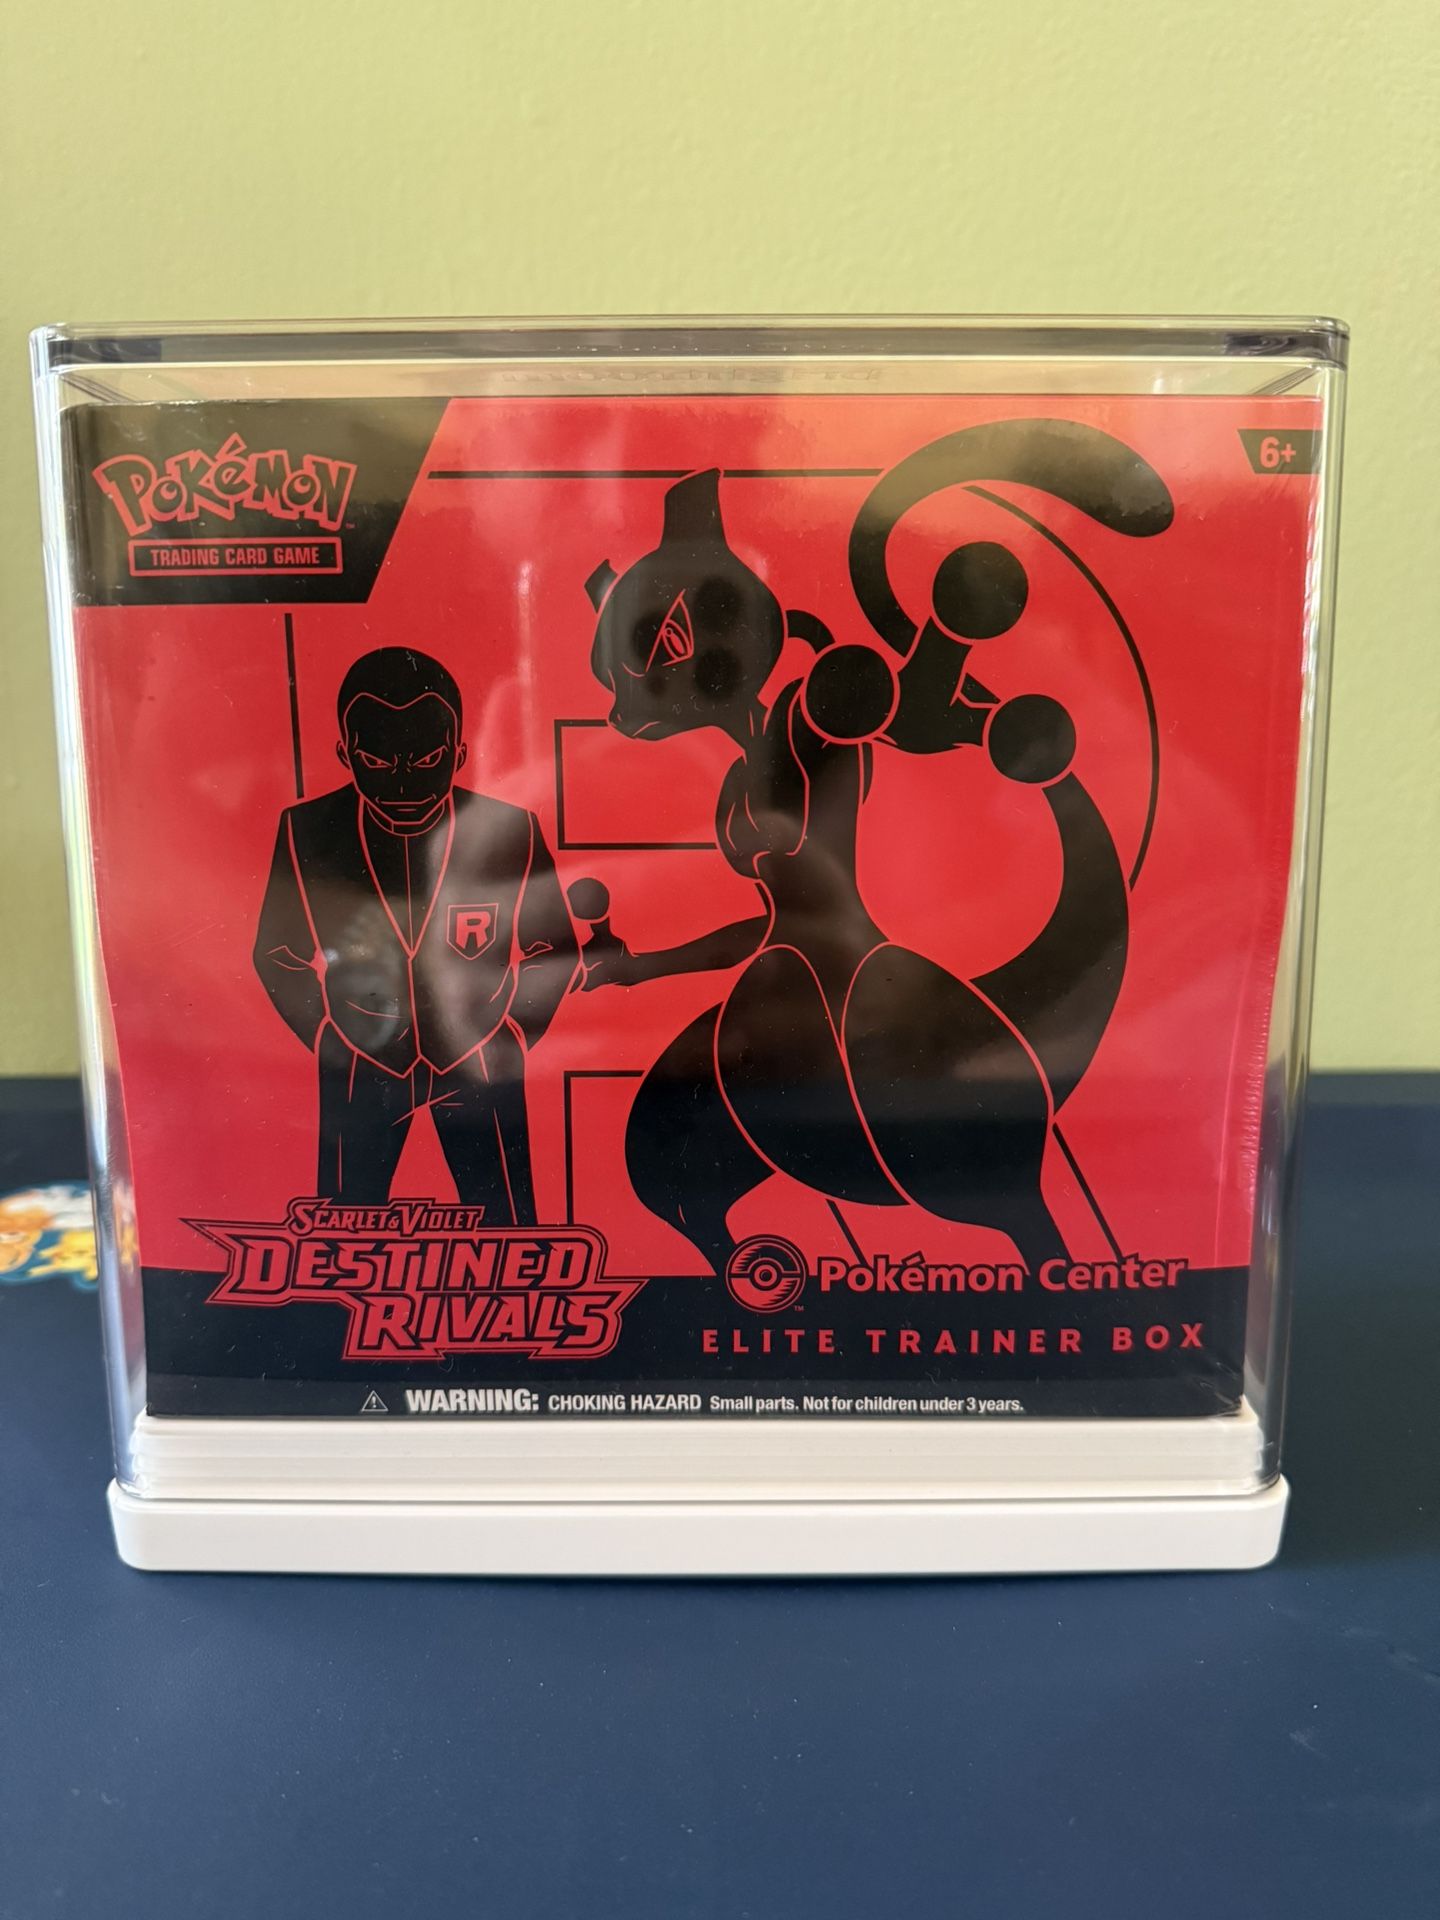 POKéMON
TRADING CARD GAME
6+
R
SCARLET & VIOLET
DESTINED
RIVALS
Pokémon Center
ELITE TRAINER BOX
WARNING: CHOKING HAZARD Small parts. Not for children under 3 years.